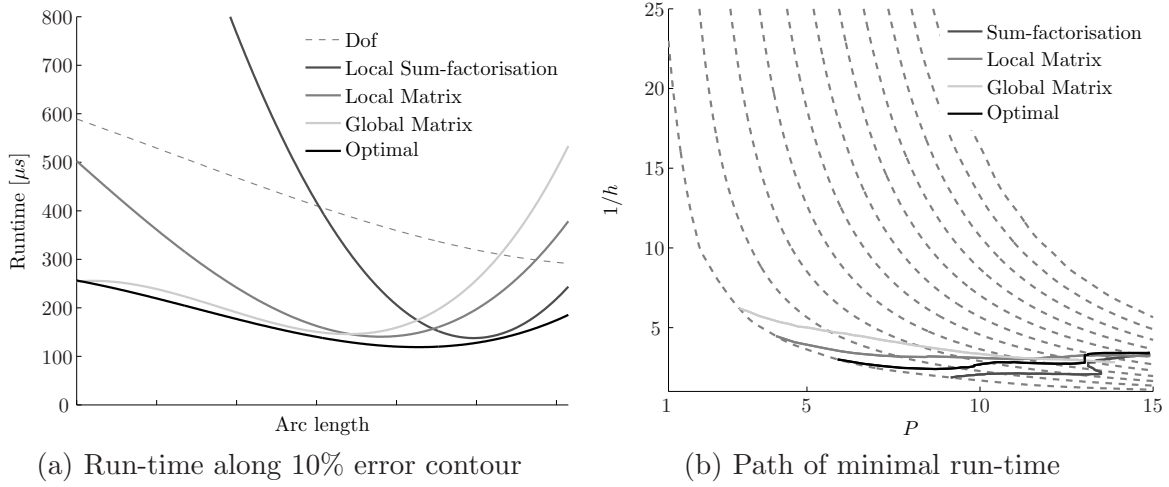 800
700
600
500
400
300
200
100
0
Runtime [μs]
Arc length
Dof
Local Sum-factorisation
Local Matrix
Global Matrix
Optimal
(a) Run-time along 10% error contour
25
20
15
10
5
1/h
1
5
10
15
P
Sum-factorisation
Local Matrix
Global Matrix
Optimal
(b) Path of minimal run-time